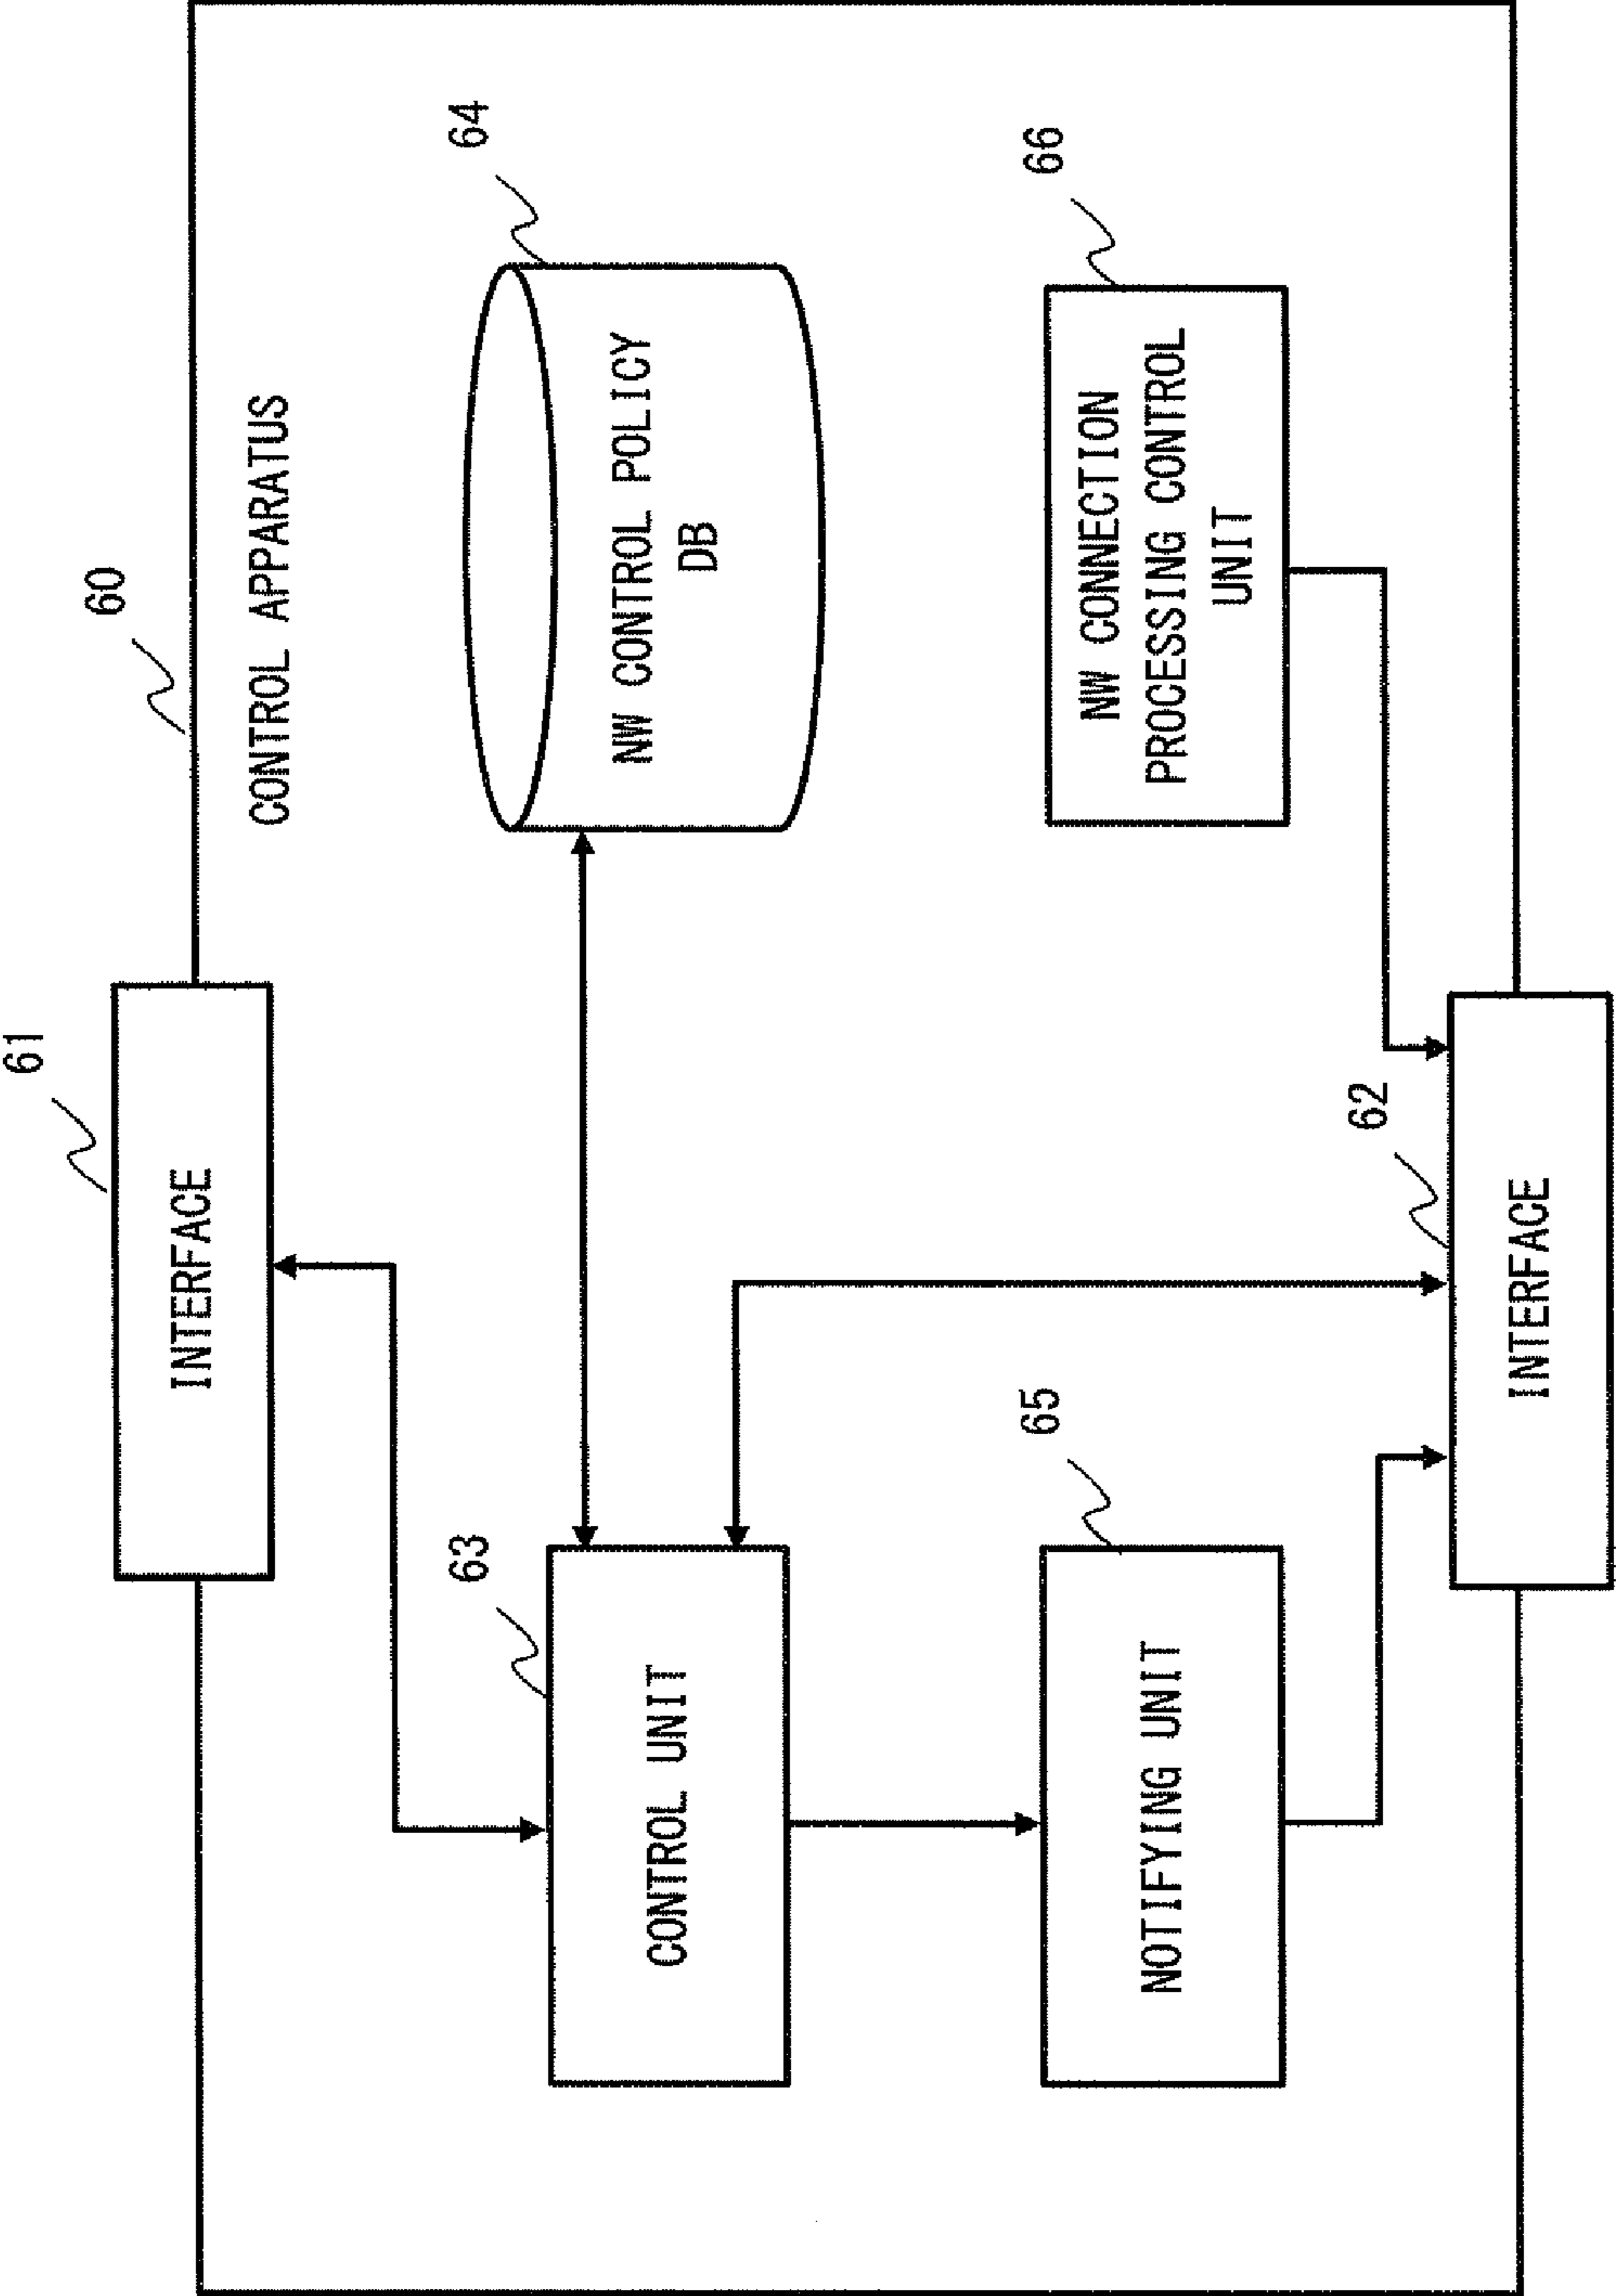 60
CONTROL APPARATUS
61
INTERFACE
63
CONTROL UNIT
64
NW CONTROL POLICY
DB
65
NOTIFYING UNIT
66
NW CONNECTION
PROCESSING CONTROL
UNIT
62
INTERFACE